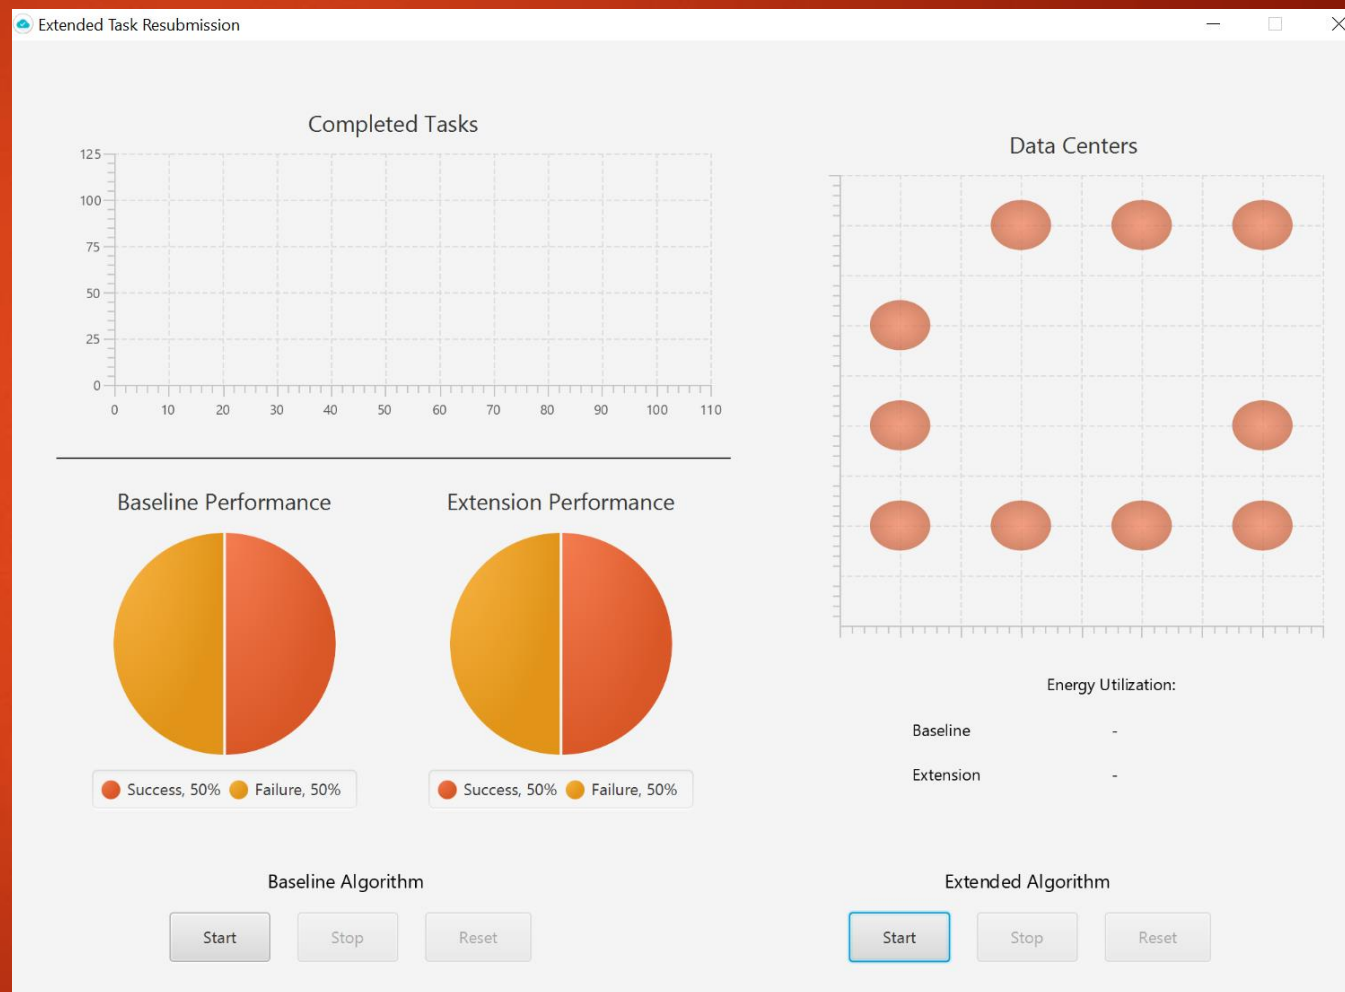 Extended Task Resubmission
Completed Tasks
125
100
75
50
25
0
0 10 20 30 40 50 60 70 80 90 100 110
Baseline Performance
Extension Performance
Success, 50% Failure, 50%
Success, 50% Failure, 50%
Baseline Algorithm
Start Stop Reset
Data Centers
Energy Utilization:
Baseline -
Extension -
Extended Algorithm
Start Stop Reset